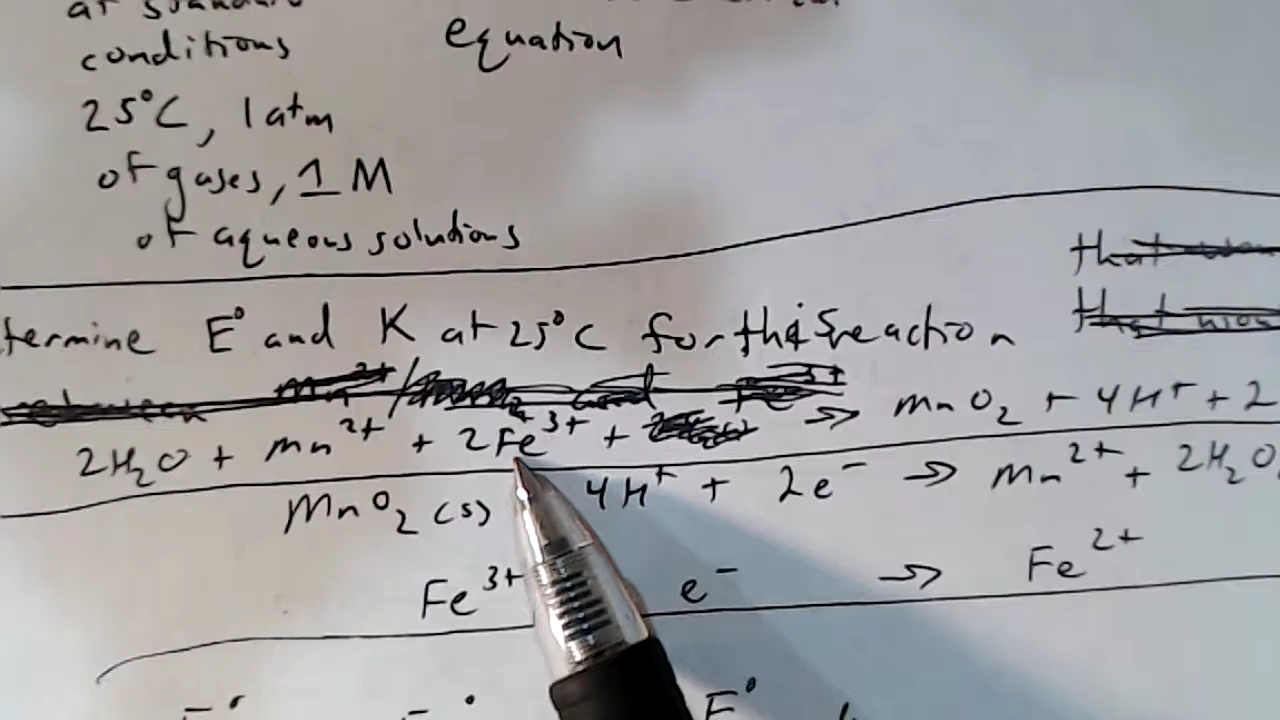 conditions equation
25°C, 1 atm
of gases, 1 M
of aqueous solutions
termine E° and K at 25°C for this reaction
2H₂O + Mn²⁺ + 2Fe³⁺ + → MnO₂ + 4H⁺ + 2
MnO₂ (s) 4H⁺ + 2e⁻ → Mn²⁺ + 2H₂O
Fe³⁺ e⁻ → Fe²⁺
E°